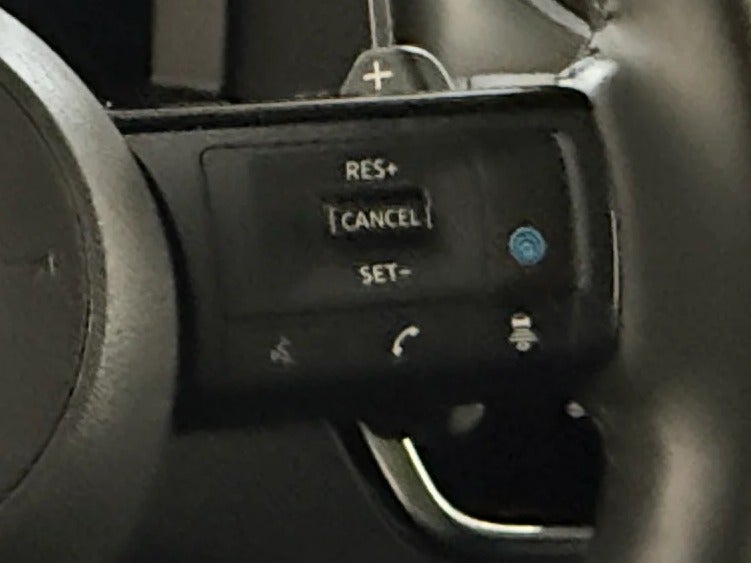 +
RES+
CANCEL
SET-